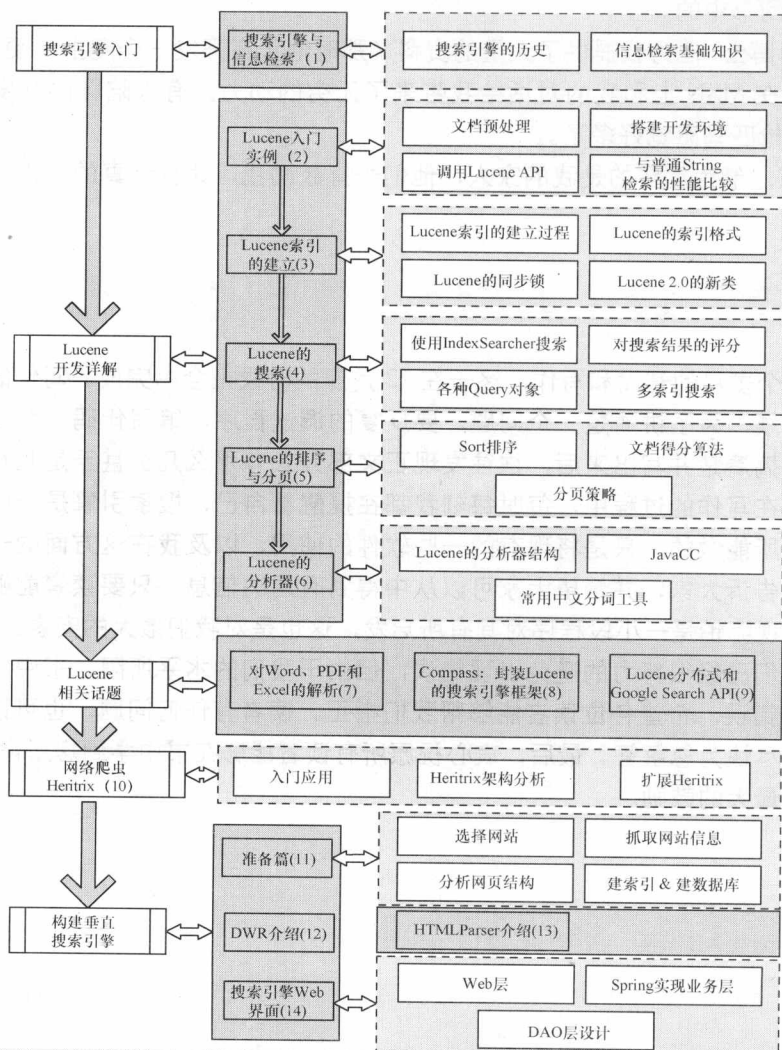 搜索引擎入门
搜索引擎与
信息检索（1）
搜索引擎的历史
信息检索基础知识
Lucene入门
实例（2）
文档预处理
搭建开发环境
调用Lucene API
与普通String
检索的性能比较
Lucene索引
的建立(3)
Lucene索引的建立过程
Lucene的索引格式
Lucene的同步锁
Lucene 2.0的新类
Lucene
开发详解
Lucene的
搜索(4)
使用IndexSearcher搜索
对搜索结果的评分
各种Query对象
多索引搜索
Lucene的排序
与分页(5)
Sort排序
文档得分算法
分页策略
Lucene的
分析器(6)
Lucene的分析器结构
JavaCC
常用中文分词工具
Lucene
相关话题
对Word、PDF和
Excel的解析(7)
Compass：封装Lucene
的搜索引擎框架(8)
Lucene分布式和
Google Search API(9)
网络爬虫
Heritrix（10）
入门应用
Heritrix架构分析
扩展Heritrix
构建垂直
搜索引擎
准备篇(11)
选择网站
抓取网站信息
分析网页结构
建索引 & 建数据库
DWR介绍(12)
HTMLParser介绍(13)
搜索引擎Web
界面(14)
Web层
Spring实现业务层
DAO层设计